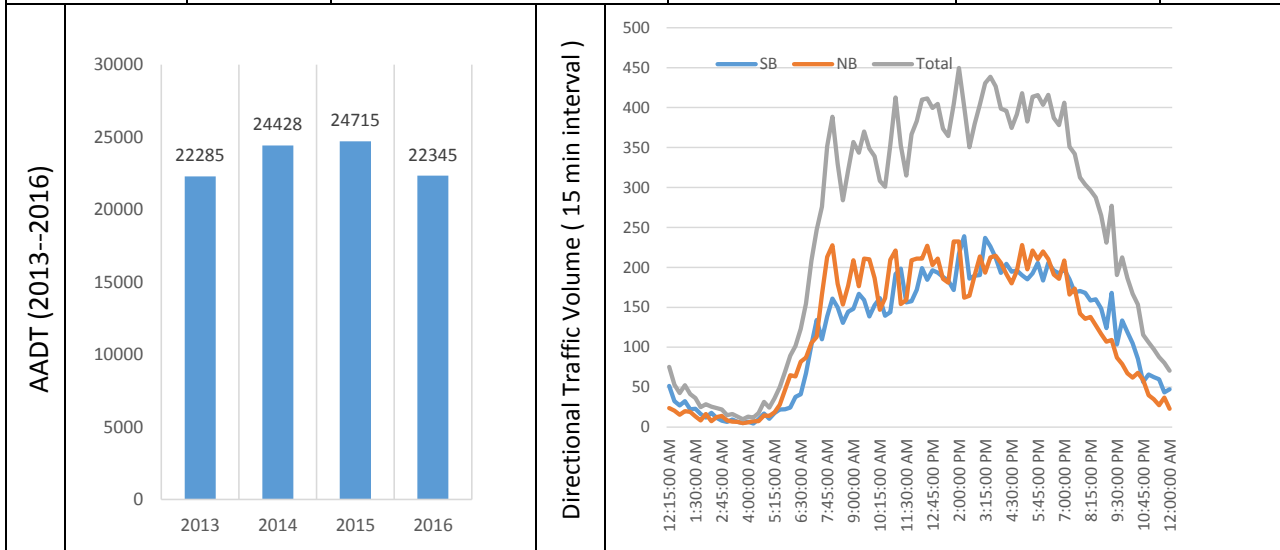 AADT (2013--2016)
30000
25000
20000
15000
10000
5000
0
22285
24428
24715
22345
2013
2014
2015
2016
Directional Traffic Volume ( 15 min interval )
500
450
400
350
300
250
200
150
100
50
0
SB
NB
Total
12:15:00 AM
1:30:00 AM
2:45:00 AM
4:00:00 AM
5:15:00 AM
6:30:00 AM
7:45:00 AM
9:00:00 AM
10:15:00 AM
11:30:00 AM
12:45:00 PM
2:00:00 PM
3:15:00 PM
4:30:00 PM
5:45:00 PM
7:00:00 PM
8:15:00 PM
9:30:00 PM
10:45:00 PM
12:00:00 AM